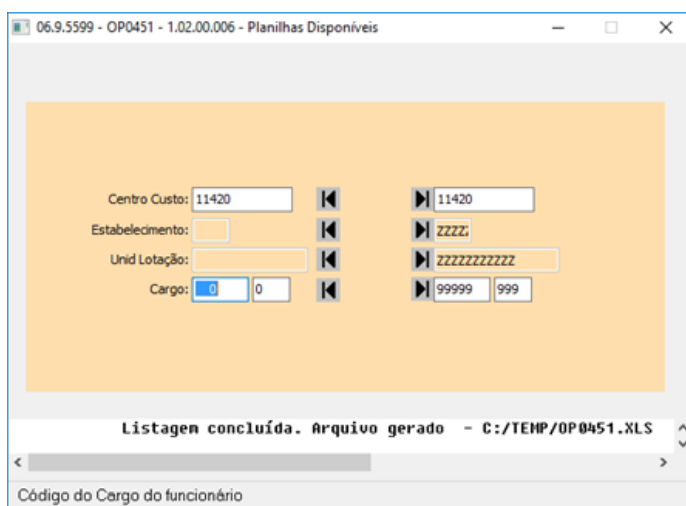 06.9.5599 - OP0451 - 1.02.00.006 - Planilhas Disponíveis
Centro Custo: 11420 11420
Estabelecimento: ZZZZ
Unid Lotação: ZZZZZZZZZZZ
Cargo: 0 0 99999 999
Listagem concluída. Arquivo gerado - C:/TEMP/OP0451.XLS
Código do Cargo do funcionário